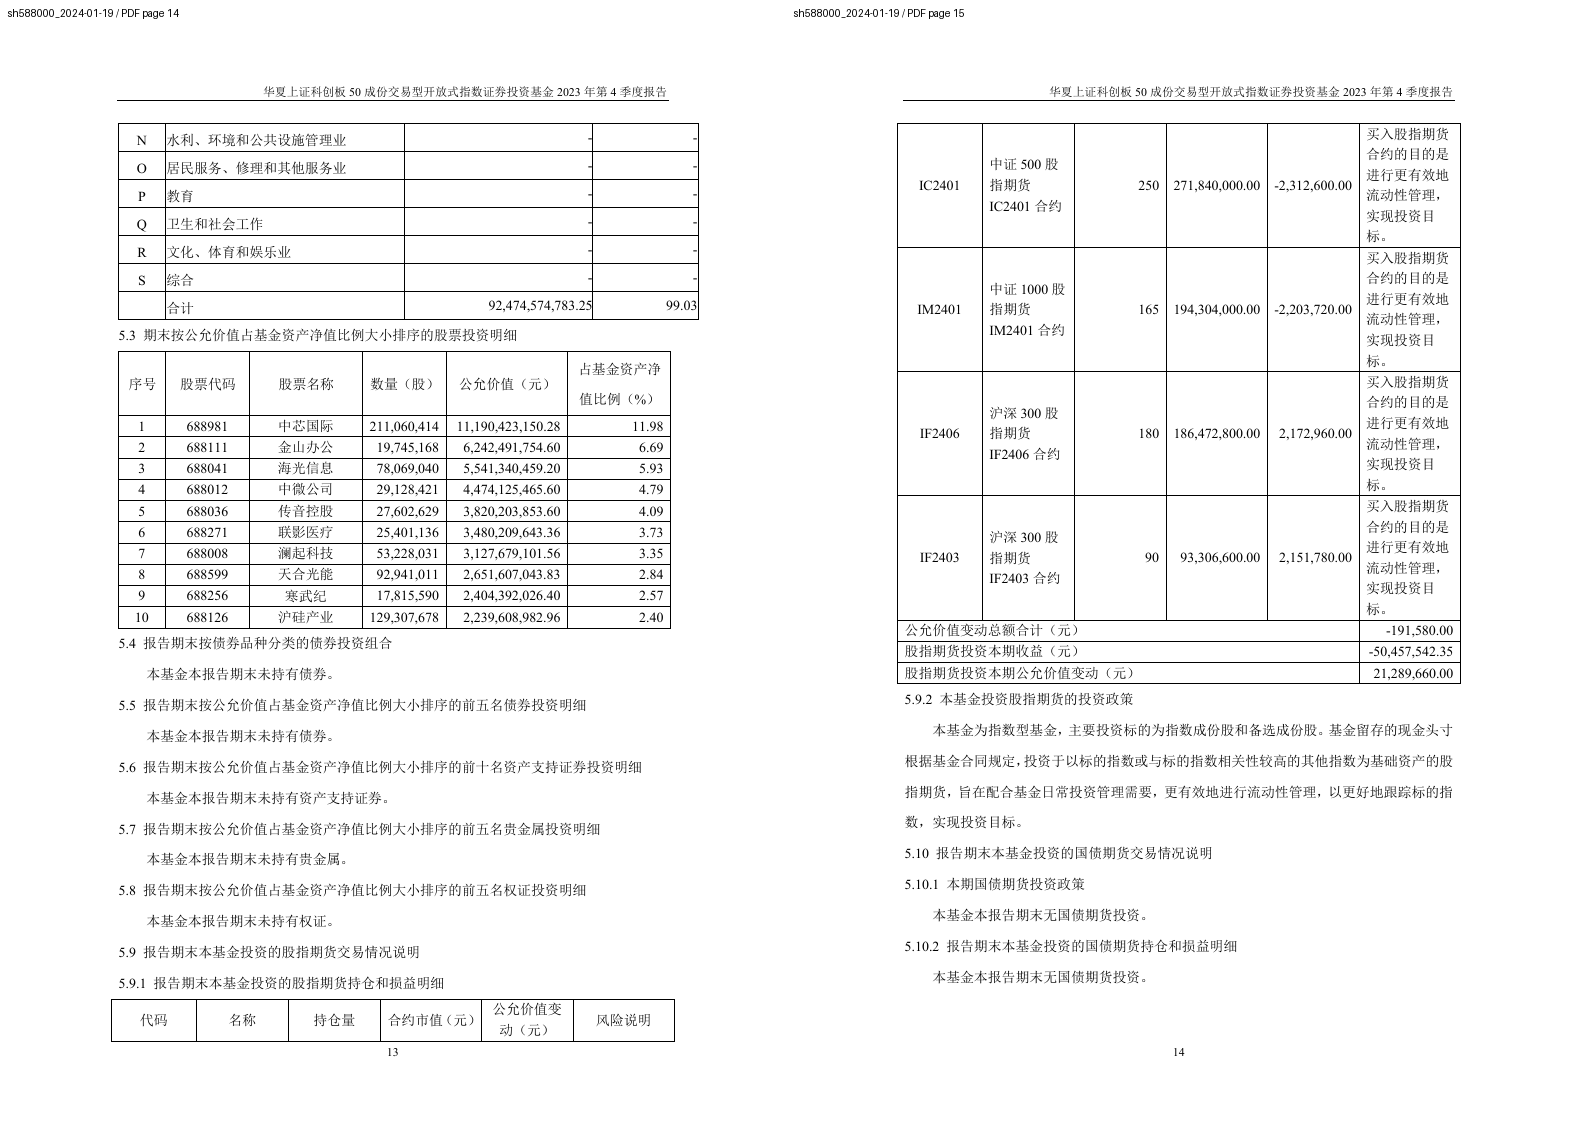 sh588000_2024-01-19 / PDF page 14
华夏上证科创板 50 成份交易型开放式指数证券投资基金 2023 年第 4 季度报告
N 水利、环境和公共设施管理业 - -
O 居民服务、修理和其他服务业 - -
P 教育 - -
Q 卫生和社会工作 - -
R 文化、体育和娱乐业 - -
S 综合 - -
合计 92,474,574,783.25 99.03
5.3 期末按公允价值占基金资产净值比例大小排序的股票投资明细
序号 股票代码 股票名称 数量（股） 公允价值（元） 占基金资产净
值比例（%）
1 688981 中芯国际 211,060,414 11,190,423,150.28 11.98
2 688111 金山办公 19,745,168 6,242,491,754.60 6.69
3 688041 海光信息 78,069,040 5,541,340,459.20 5.93
4 688012 中微公司 29,128,421 4,474,125,465.60 4.79
5 688036 传音控股 27,602,629 3,820,203,853.60 4.09
6 688271 联影医疗 25,401,136 3,480,209,643.36 3.73
7 688008 澜起科技 53,228,031 3,127,679,101.56 3.35
8 688599 天合光能 92,941,011 2,651,607,043.83 2.84
9 688256 寒武纪 17,815,590 2,404,392,026.40 2.57
10 688126 沪硅产业 129,307,678 2,239,608,982.96 2.40
5.4 报告期末按债券品种分类的债券投资组合
本基金本报告期末未持有债券。
5.5 报告期末按公允价值占基金资产净值比例大小排序的前五名债券投资明细
本基金本报告期末未持有债券。
5.6 报告期末按公允价值占基金资产净值比例大小排序的前十名资产支持证券投资明细
本基金本报告期末未持有资产支持证券。
5.7 报告期末按公允价值占基金资产净值比例大小排序的前五名贵金属投资明细
本基金本报告期末未持有贵金属。
5.8 报告期末按公允价值占基金资产净值比例大小排序的前五名权证投资明细
本基金本报告期末未持有权证。
5.9 报告期末本基金投资的股指期货交易情况说明
5.9.1 报告期末本基金投资的股指期货持仓和损益明细
代码 名称 持仓量 合约市值（元） 公允价值变
动（元） 风险说明
13
sh588000_2024-01-19 / PDF page 15
华夏上证科创板 50 成份交易型开放式指数证券投资基金 2023 年第 4 季度报告
IC2401 中证 500 股
指期货
IC2401 合约 250 271,840,000.00 -2,312,600.00 买入股指期货
合约的目的是
进行更有效地
流动性管理，
实现投资目
标。
IM2401 中证 1000 股
指期货
IM2401 合约 165 194,304,000.00 -2,203,720.00 买入股指期货
合约的目的是
进行更有效地
流动性管理，
实现投资目
标。
IF2406 沪深 300 股
指期货
IF2406 合约 180 186,472,800.00 2,172,960.00 买入股指期货
合约的目的是
进行更有效地
流动性管理，
实现投资目
标。
IF2403 沪深 300 股
指期货
IF2403 合约 90 93,306,600.00 2,151,780.00 买入股指期货
合约的目的是
进行更有效地
流动性管理，
实现投资目
标。
公允价值变动总额合计（元） -191,580.00
股指期货投资本期收益（元） -50,457,542.35
股指期货投资本期公允价值变动（元） 21,289,660.00
5.9.2 本基金投资股指期货的投资政策
本基金为指数型基金，主要投资标的为指数成份股和备选成份股。基金留存的现金头寸
根据基金合同规定，投资于以标的指数或与标的指数相关性较高的其他指数为基础资产的股
指期货，旨在配合基金日常投资管理需要，更有效地进行流动性管理，以更好地跟踪标的指
数，实现投资目标。
5.10 报告期末本基金投资的国债期货交易情况说明
5.10.1 本期国债期货投资政策
本基金本报告期末无国债期货投资。
5.10.2 报告期末本基金投资的国债期货持仓和损益明细
本基金本报告期末无国债期货投资。
14